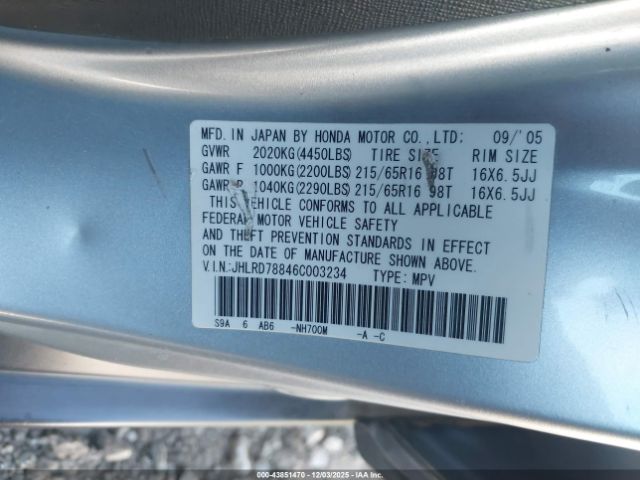 MFD. IN JAPAN BY HONDA MOTOR CO.,LTD: 09/'05
GVWR 2020KG(4450LBS) TIRE SIZE RIM SIZE
GAWR F 1000KG(2200LBS) 215/65R16 98T 16X6.5JJ
GAWR R 1040KG(2290LBS) 215/65R16 98T 16X6.5JJ
THIS VEHICLE CONFORMS TO ALL APPLICABLE
FEDERAL MOTOR VEHICLE SAFETY
AND THEFT PREVENTION STANDARDS IN EFFECT
ON THE DATE OF MANUFACTURE SHOWN ABOVE.
V.I.N:JHLRD78846C003234 TYPE: MPV
S9A 6 AB6 -NH700M -A -C
000-43851470 - 12/03/2025 - IAAI.COM